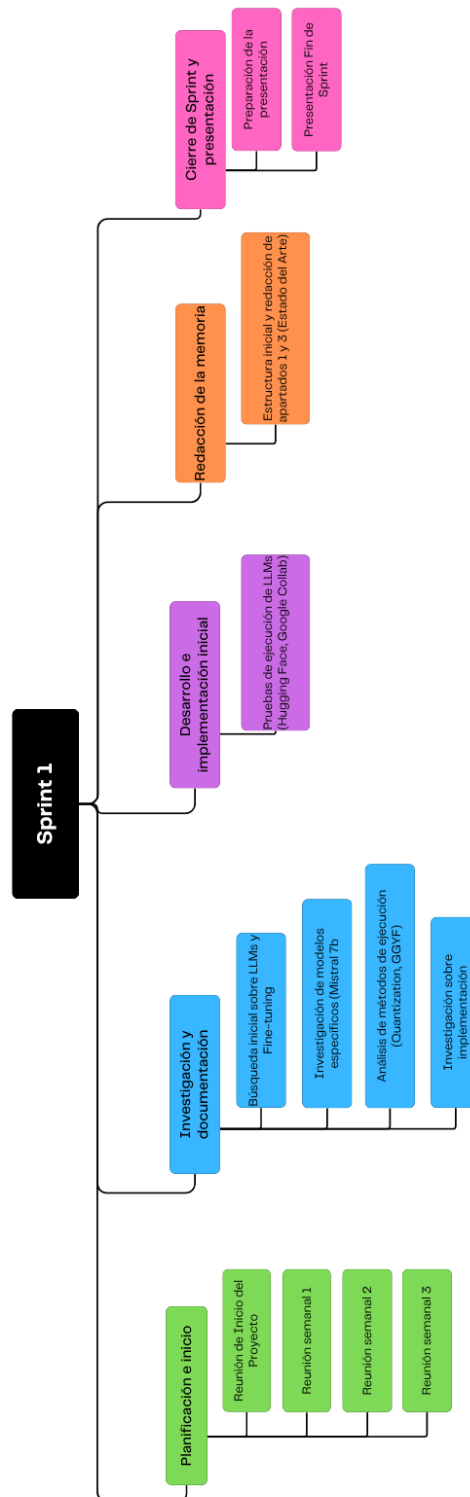 Sprint 1
Planificación e inicio
Reunión de Inicio del
Proyecto
Reunión semanal 1
Reunión semanal 2
Reunión semanal 3
Investigación y
documentación
Búsqueda inicial sobre LLMs y
Fine-tuning
Investigación de modelos
específicos (Mistral 7b)
Análisis de métodos de ejecución
(Quantization, GGYF)
Investigación sobre
implementación
Desarrollo e
implementación inicial
Pruebas de ejecución de LLMs
(Hugging Face, Google Collab)
Redacción de la memoria
Estructura inicial y redacción de
apartados 1 y 3 (Estado del Arte)
Cierre de Sprint y
presentación
Preparación de la
presentación
Presentación Fin de
Sprint